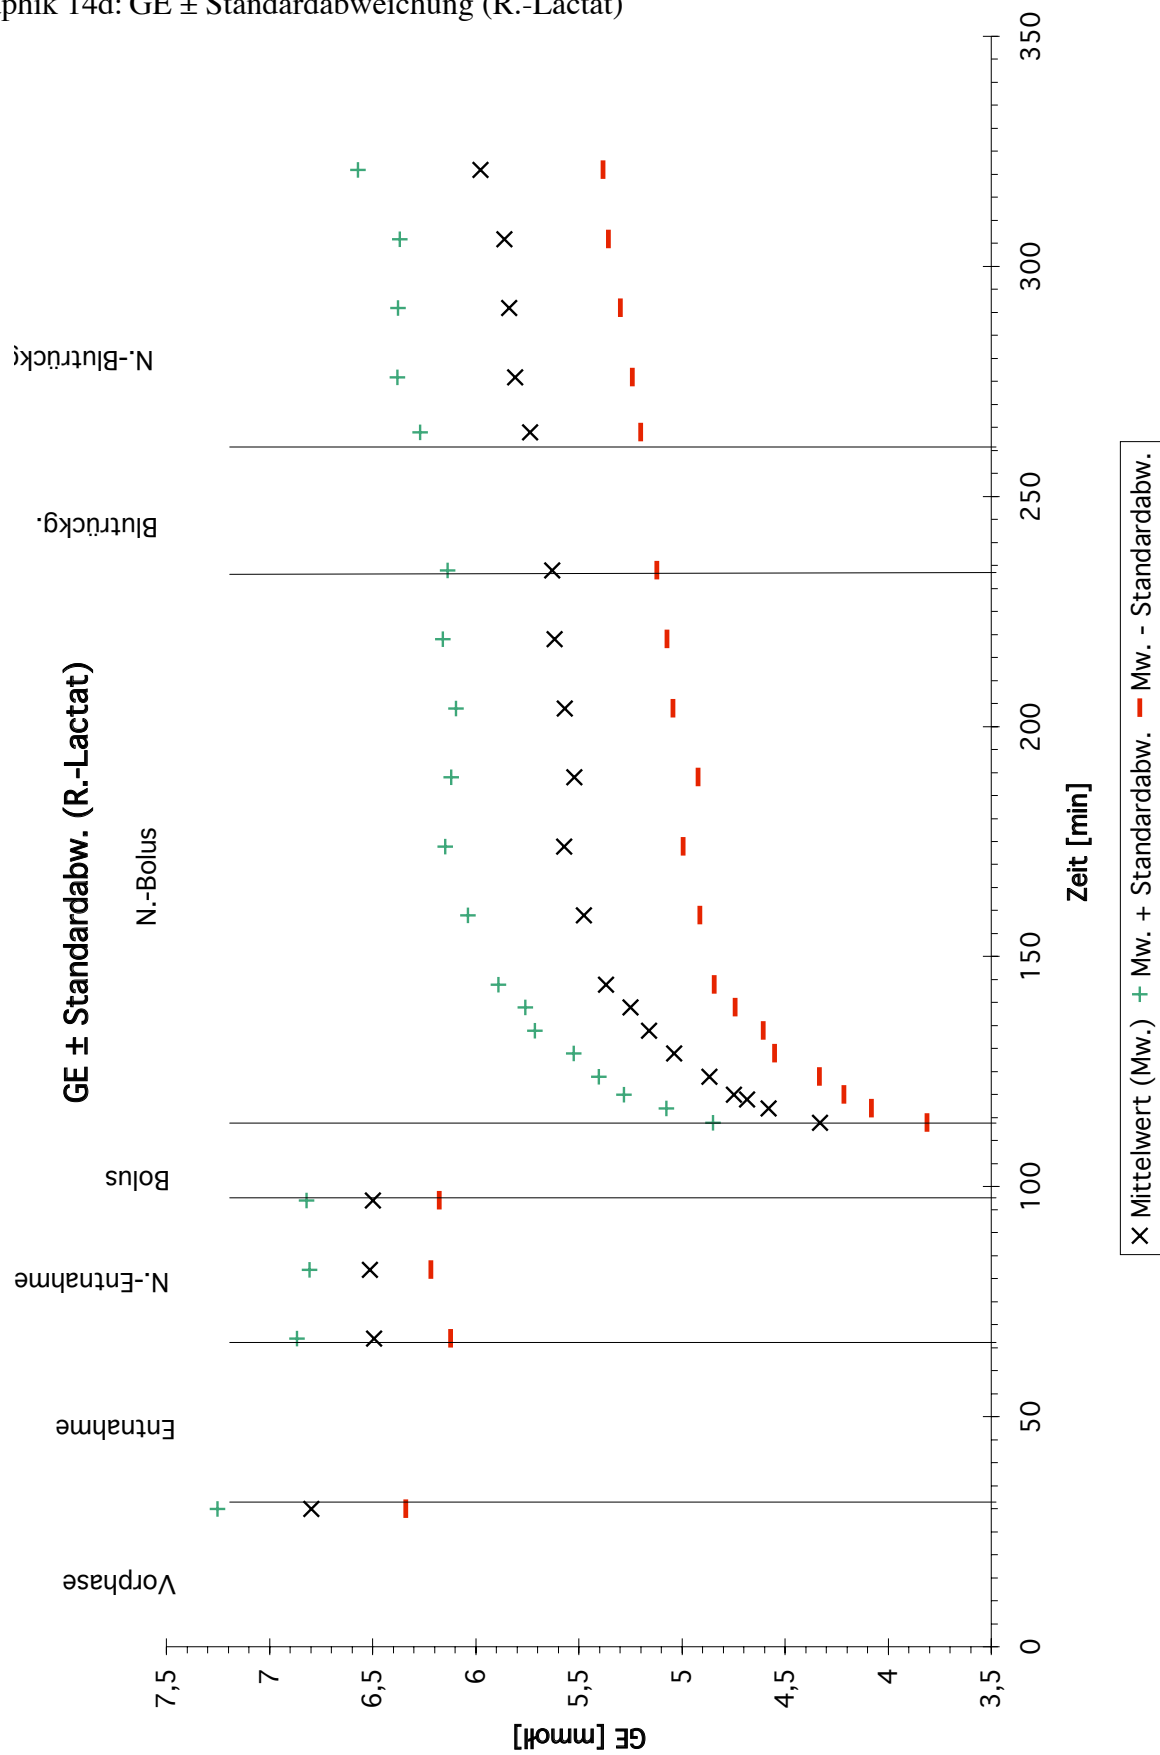 aphik 14d: GE ± Standardabweichung (R.-Lactat)
GE ± Standardabw. (R.-Lactat)
Vorphase
Entnahme
N.-Entnahme
Bolus
N.-Bolus
Blutrückg.
N.-Blutrückg
GE [mmol]
7,5
7
6,5
6
5,5
5
4,5
4
3,5
0
50
100
150
200
250
300
350
Zeit [min]
× Mittelwert (Mw.) + Mw. + Standardabw. – Mw. - Standardabw.